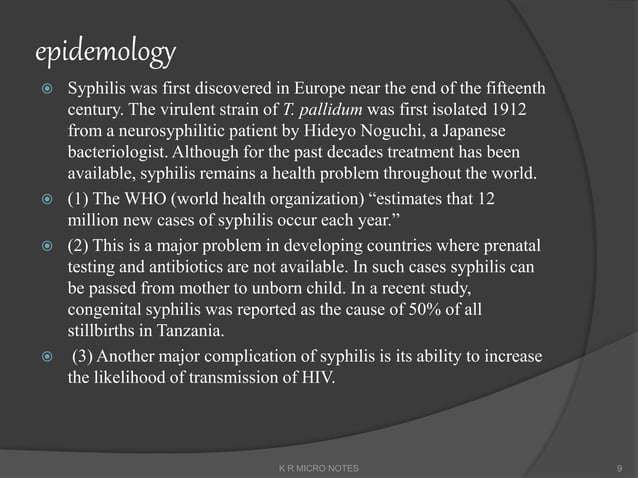 epidemology
Syphilis was first discovered in Europe near the end of the fifteenth
century. The virulent strain of T. pallidum was first isolated 1912
from a neurosyphilitic patient by Hideyo Noguchi, a Japanese
bacteriologist. Although for the past decades treatment has been
available, syphilis remains a health problem throughout the world.
(1) The WHO (world health organization) “estimates that 12
million new cases of syphilis occur each year.”
(2) This is a major problem in developing countries where prenatal
testing and antibiotics are not available. In such cases syphilis can
be passed from mother to unborn child. In a recent study,
congenital syphilis was reported as the cause of 50% of all
stillbirths in Tanzania.
(3) Another major complication of syphilis is its ability to increase
the likelihood of transmission of HIV.
K R MICRO NOTES 9